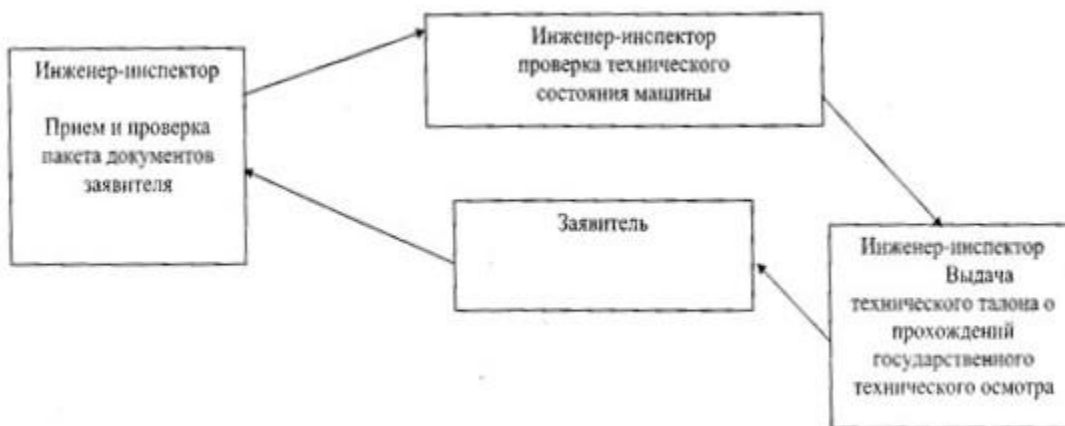 Инженер-инспектор
Прием и проверка
пакета документов
заявителя
Инженер-инспектор
проверка технического
состояния машины
Заявитель
Инженер-инспектор
Выдача
технического талона о
прохождений
государственного
технического осмотра